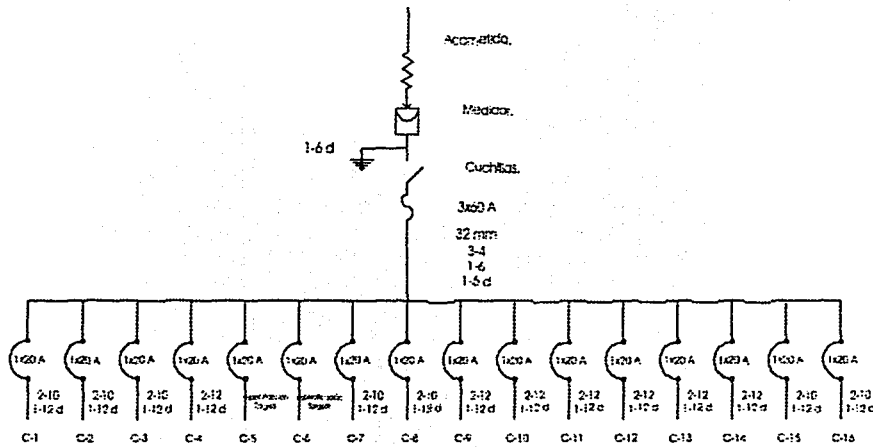 Acometida.
Medidor.
1-6 d
Cuchillas.
3x60 A
32 mm
3-4
1-6
1-6 d
1x20 A 1x20 A 1x20 A 1x20 A 1x20 A 1x20 A 1x20 A 1x20 A 1x20 A 1x20 A 1x20 A 1x20 A 1x20 A 1x20 A 1x20 A 1x20 A
2-10 2-10 2-10 2-12 2-10 2-10 2-12 2-12 2-12 2-12 2-12 2-12 2-10 2-10
1-12 d 1-12 d 1-12 d 1-12 d 1-12 d 1-12 d 1-12 d 1-12 d 1-12 d 1-12 d 1-12 d 1-12 d 1-12 d
C-1 C-2 C-3 C-4 C-5 C-6 C-7 C-8 C-9 C-10 C-11 C-12 C-13 C-14 C-15 C-16